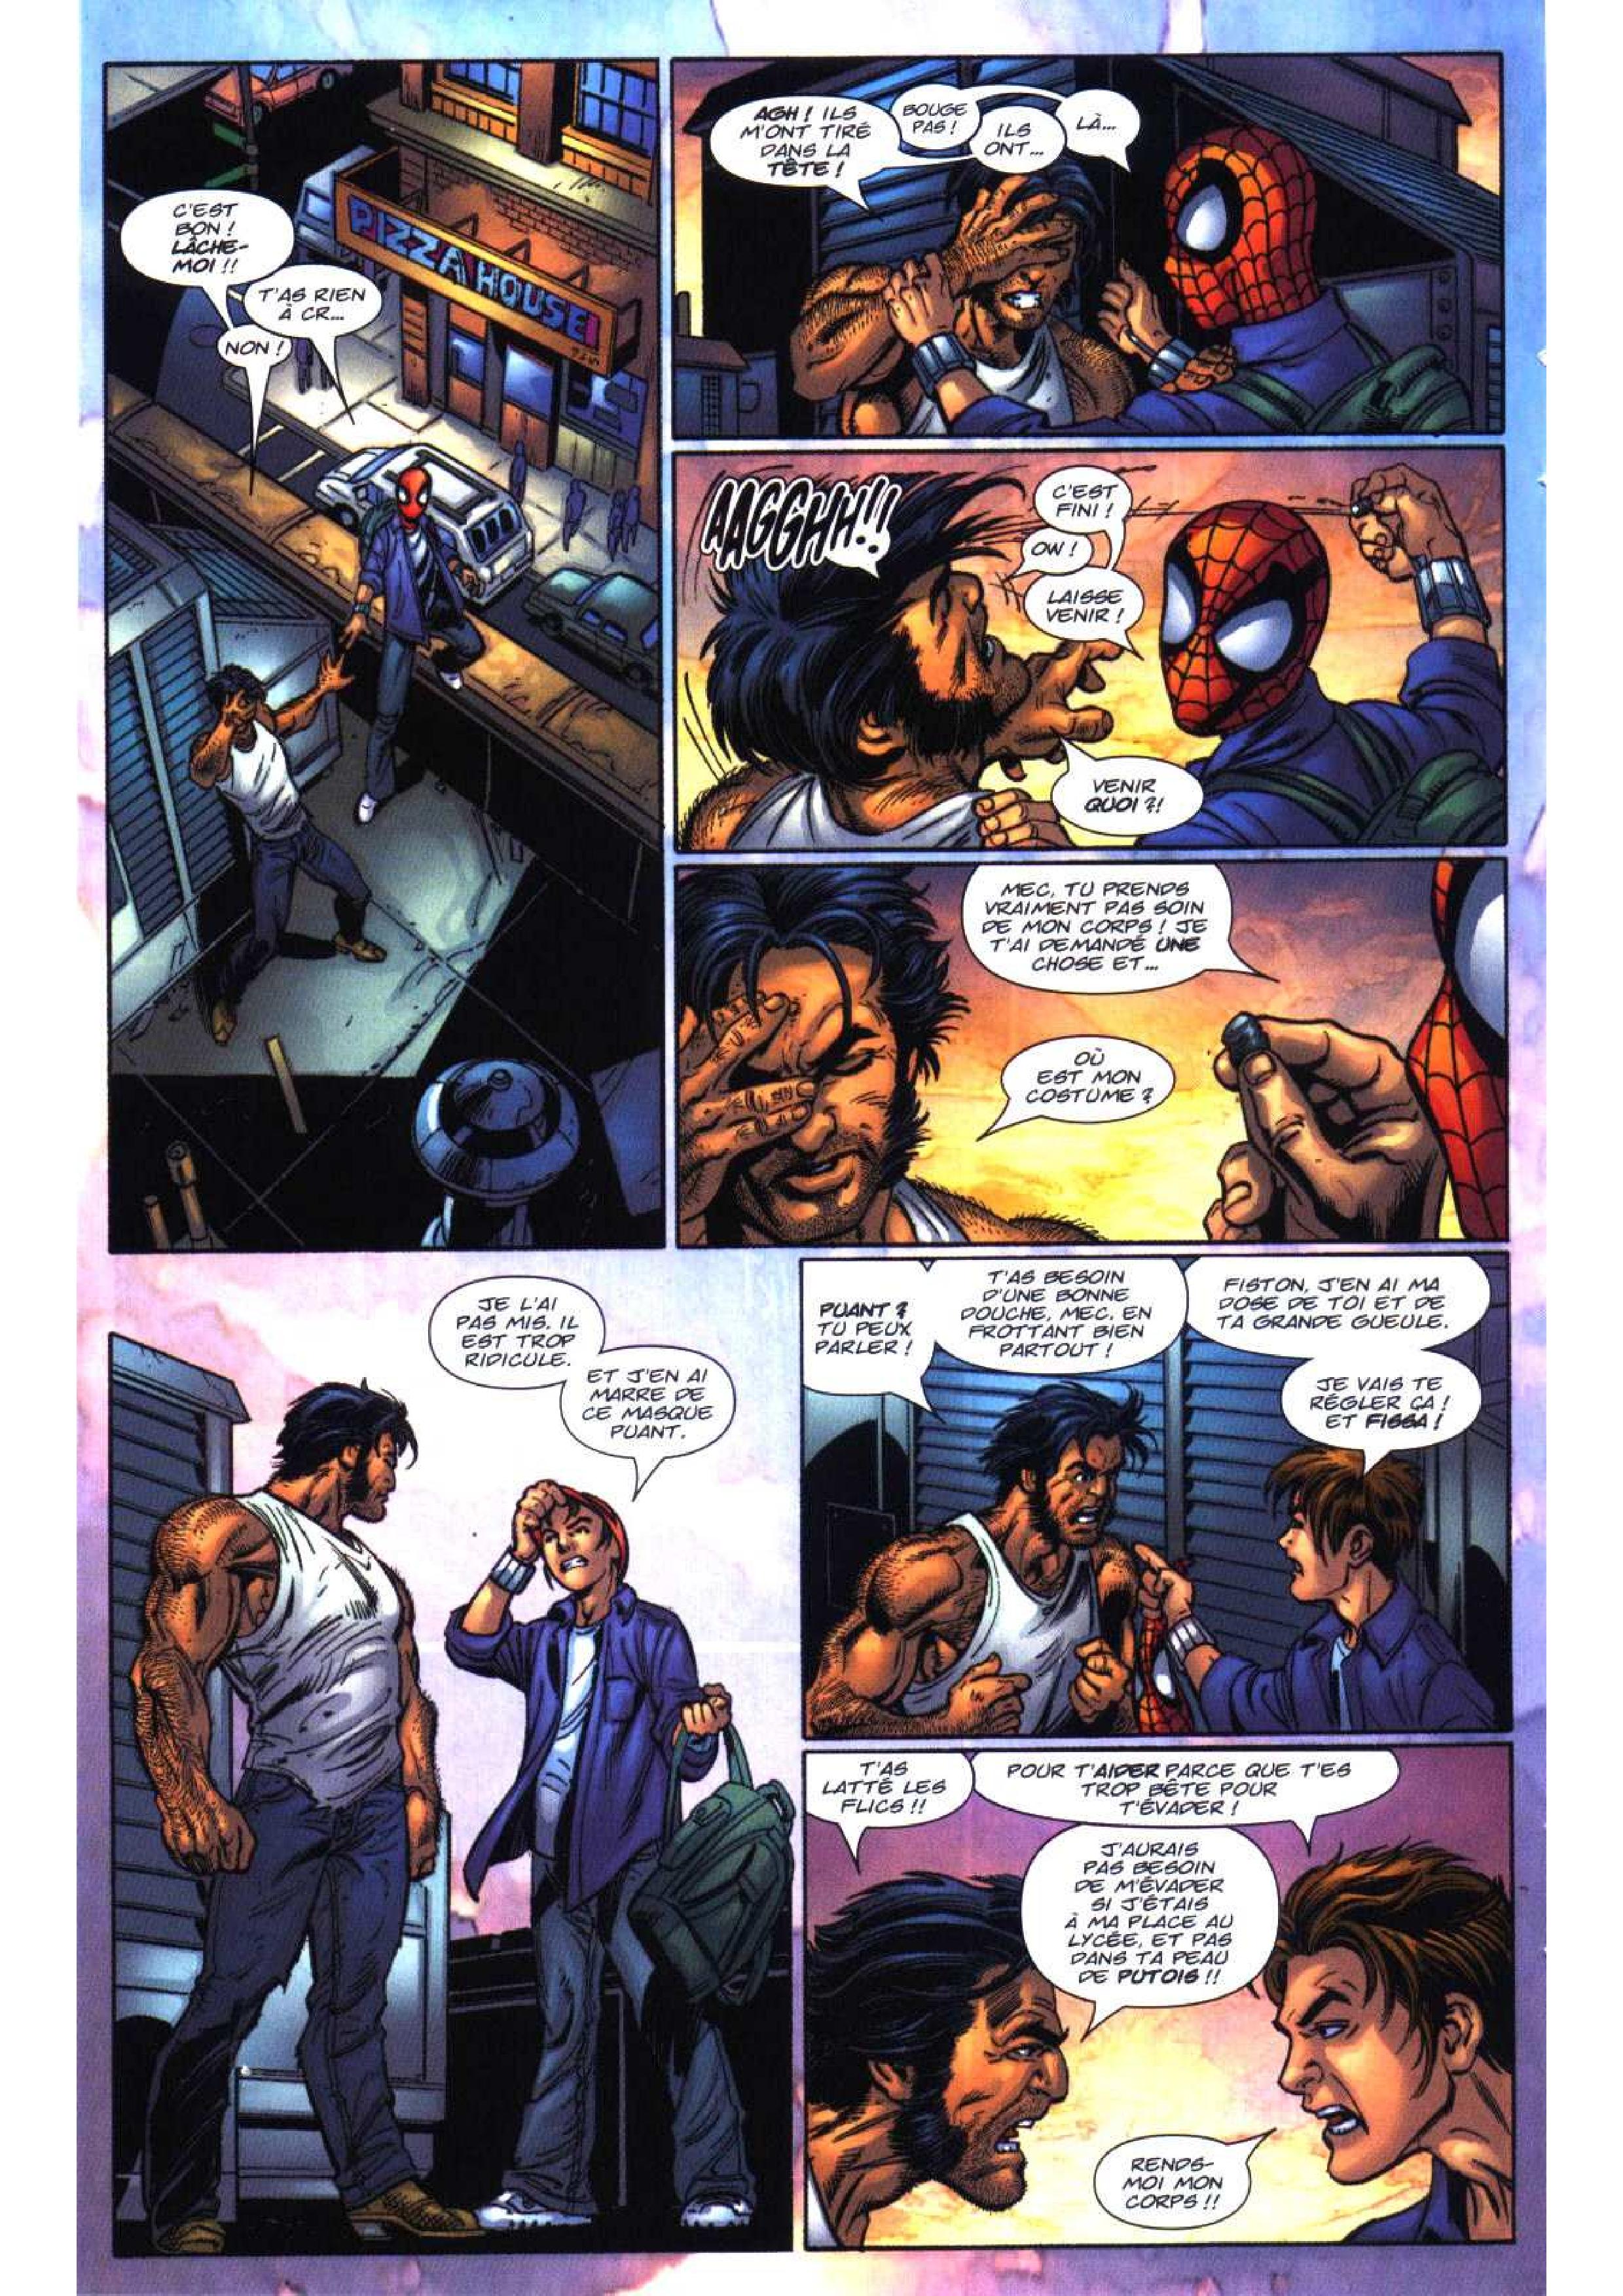 C'EST
BON !
LÂCHE-
MOI !!
T'AS RIEN
À CR...
NON !
PIZZA HOUSE
AGH ! ILS
M'ONT TIRÉ
DANS LA
TÊTE !
BOUGE
PAS !
ILS
ONT...
LÀ...
AAGGHH!!
C'EST
FINI !
OW !
LAISSE
VENIR !
VENIR
QUOI ?!
MEC, TU PRENDS
VRAIMENT PAS SOIN
DE MON CORPS ! JE
T'AI DEMANDÉ UNE
CHOSE ET...
OÙ
EST MON
COSTUME ?
JE L'AI
PAS MIS. IL
EST TROP
RIDICULE.
ET J'EN AI
MARRE DE
CE MASQUE
PUANT.
PUANT ?
TU PEUX
PARLER !
T'AS BESOIN
D'UNE BONNE
DOUCHE, MEC. EN
FROTTANT BIEN
PARTOUT !
FISTON, J'EN AI MA
DOSE DE TOI ET DE
TA GRANDE GUEULE.
JE VAIS TE
RÉGLER ÇA !
ET FISSA !
T'AS
LATTÉ LES
FLICS !!
POUR T'AIDER PARCE QUE T'ES
TROP BÊTE POUR
T'ÉVADER !
J'AURAIS
PAS BESOIN
DE M'ÉVADER
SI J'ÉTAIS
À MA PLACE AU
LYCÉE, ET PAS
DANS TA PEAU
DE PUTOIS !!
RENDS-
MOI MON
CORPS !!